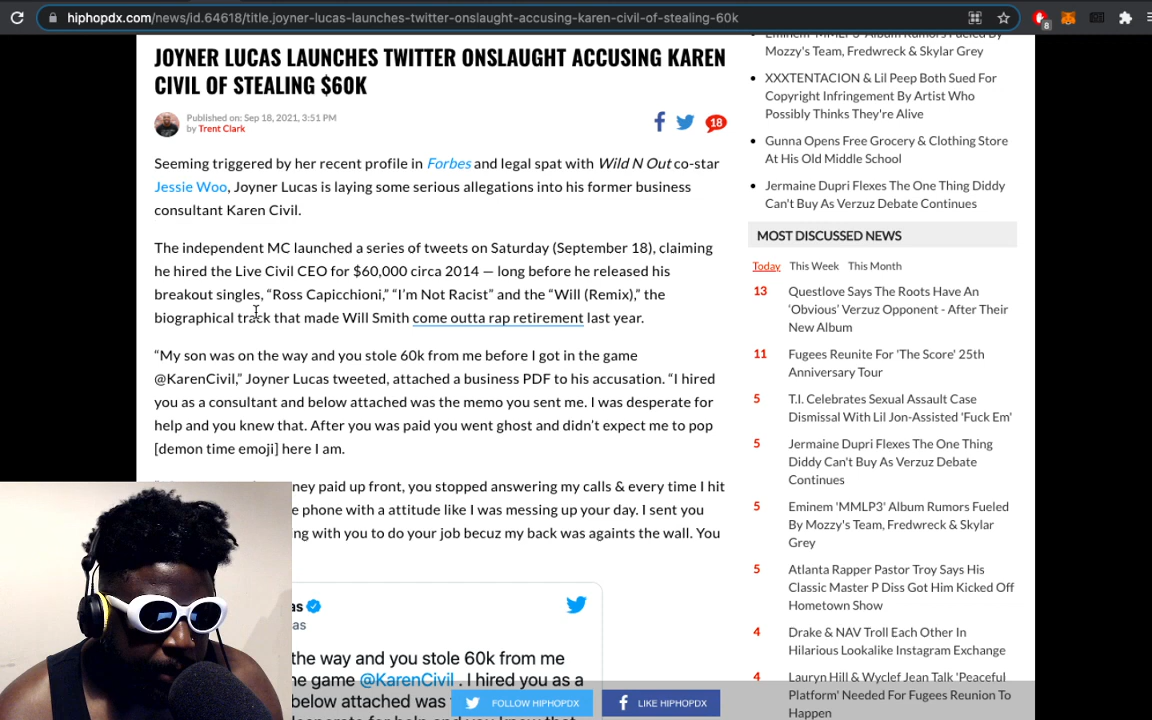 hiphopdx.com/news/id.64618/title.joyner-lucas-launches-twitter-onslaught-accusing-karen-civil-of-stealing-60k
8
JOYNER LUCAS LAUNCHES TWITTER ONSLAUGHT ACCUSING KAREN
CIVIL OF STEALING $60K
Published on: Sep 18, 2021, 3:51 PM
by Trent Clark
18
Seeming triggered by her recent profile in Forbes and legal spat with Wild N Out co-star
Jessie Woo, Joyner Lucas is laying some serious allegations into his former business
consultant Karen Civil.
The independent MC launched a series of tweets on Saturday (September 18), claiming
he hired the Live Civil CEO for $60,000 circa 2014 — long before he released his
breakout singles, “Ross Capicchioni,” “I’m Not Racist” and the “Will (Remix),” the
biographical track that made Will Smith come outta rap retirement last year.
“My son was on the way and you stole 60k from me before I got in the game
@KarenCivil,” Joyner Lucas tweeted, attached a business PDF to his accusation. “I hired
you as a consultant and below attached was the memo you sent me. I was desperate for
help and you knew that. After you was paid you went ghost and didn’t expect me to pop
[demon time emoji] here I am.
ney paid up front, you stopped answering my calls & every time I hit
e phone with a attitude like I was messing up your day. I sent you
ng with you to do your job becuz my back was againts the wall. You
as
as
the way and you stole 60k from me
ne game @KarenCivil . I hired you as a
below attached was
FOLLOW HIPHOPDX
LIKE HIPHOPDX
Eminem 'MMLP3' Album Rumors Fueled By
Mozzy's Team, Fredwreck & Skylar Grey
XXXTENTACION & Lil Peep Both Sued For
Copyright Infringement By Artist Who
Possibly Thinks They're Alive
Gunna Opens Free Grocery & Clothing Store
At His Old Middle School
Jermaine Dupri Flexes The One Thing Diddy
Can't Buy As Verzuz Debate Continues
MOST DISCUSSED NEWS
Today This Week This Month
13 Questlove Says The Roots Have An
'Obvious' Verzuz Opponent - After Their
New Album
11 Fugees Reunite For 'The Score' 25th
Anniversary Tour
5 T.I. Celebrates Sexual Assault Case
Dismissal With Lil Jon-Assisted 'Fuck Em'
5 Jermaine Dupri Flexes The One Thing
Diddy Can't Buy As Verzuz Debate
Continues
5 Eminem 'MMLP3' Album Rumors Fueled
By Mozzy's Team, Fredwreck & Skylar
Grey
5 Atlanta Rapper Pastor Troy Says His
Classic Master P Diss Got Him Kicked Off
Hometown Show
4 Drake & NAV Troll Each Other In
Hilarious Lookalike Instagram Exchange
4 Lauryn Hill & Wyclef Jean Talk 'Peaceful
Platform' Needed For Fugees Reunion To
Happen